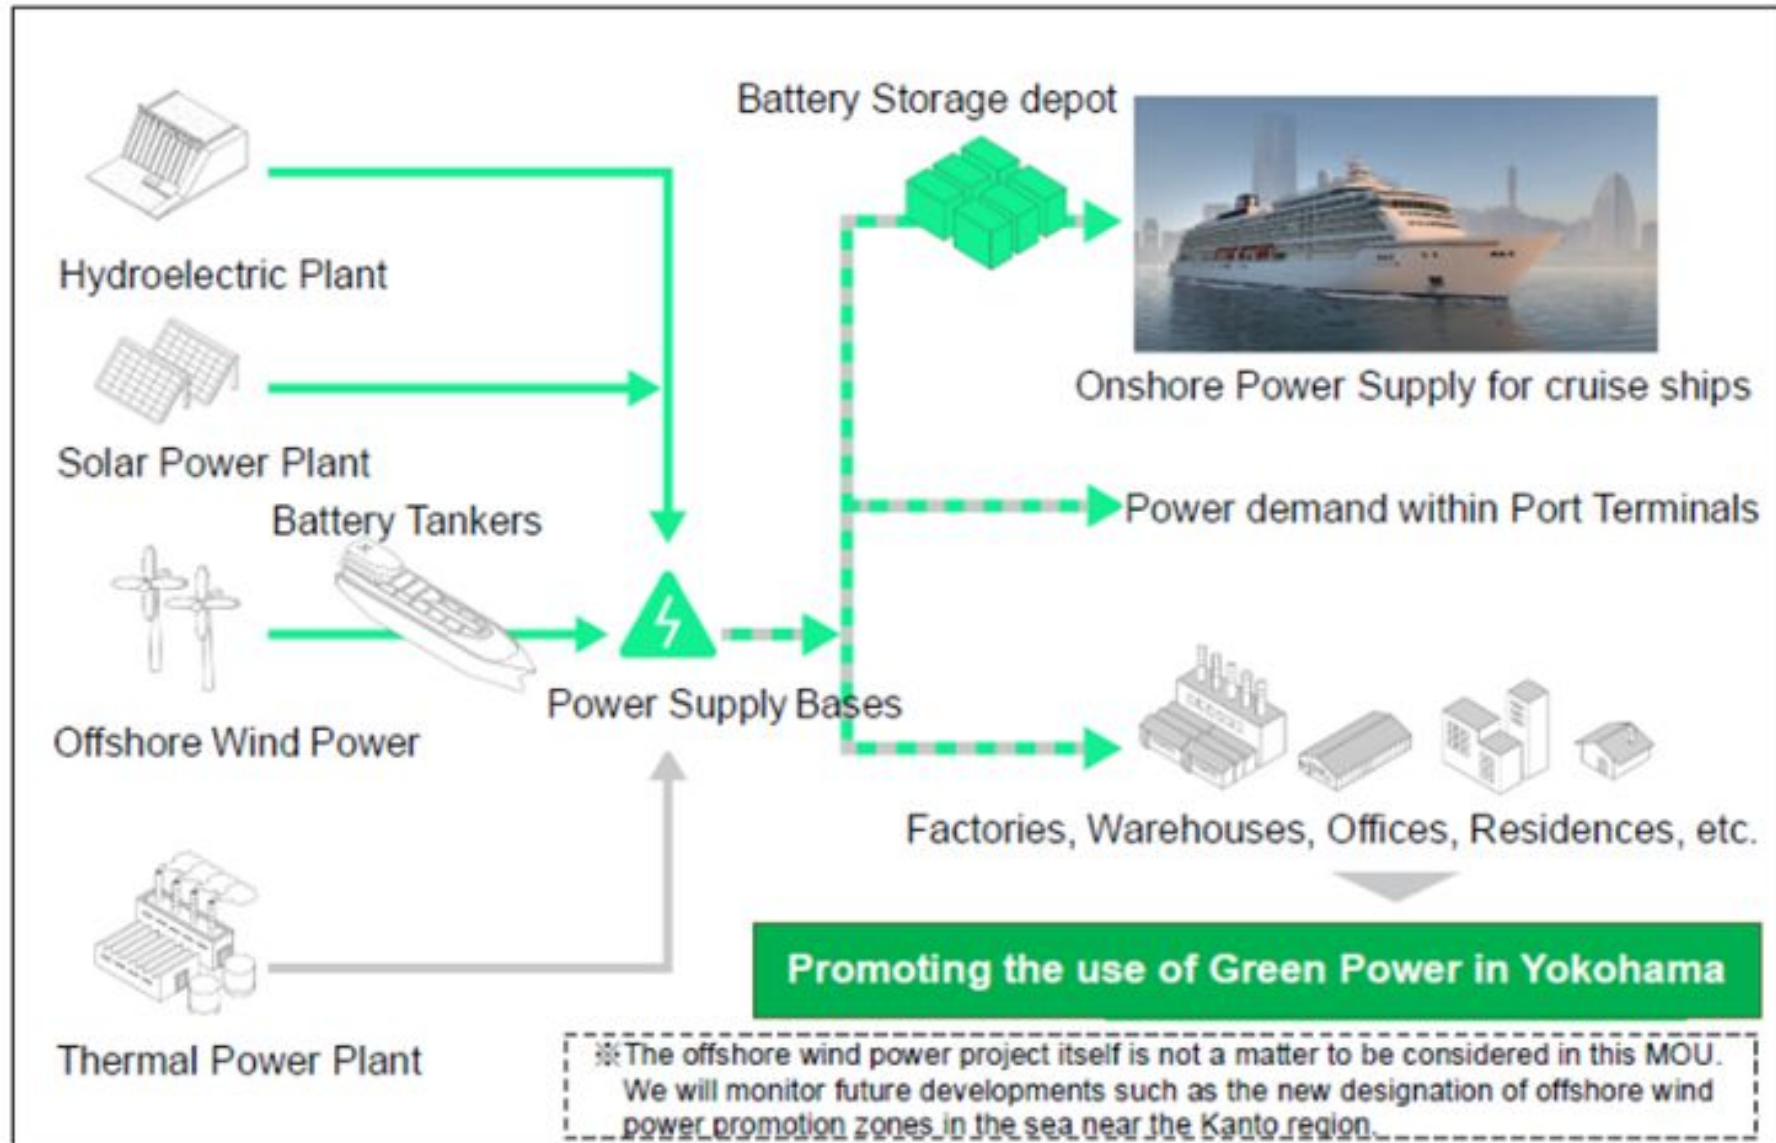 Battery Storage depot
Hydroelectric Plant
Onshore Power Supply for cruise ships
Solar Power Plant
Battery Tankers
Power demand within Port Terminals
Power Supply Bases
Offshore Wind Power
Factories, Warehouses, Offices, Residences, etc.
Promoting the use of Green Power in Yokohama
Thermal Power Plant
※The offshore wind power project itself is not a matter to be considered in this MOU.
We will monitor future developments such as the new designation of offshore wind
power promotion zones in the sea near the Kanto region.